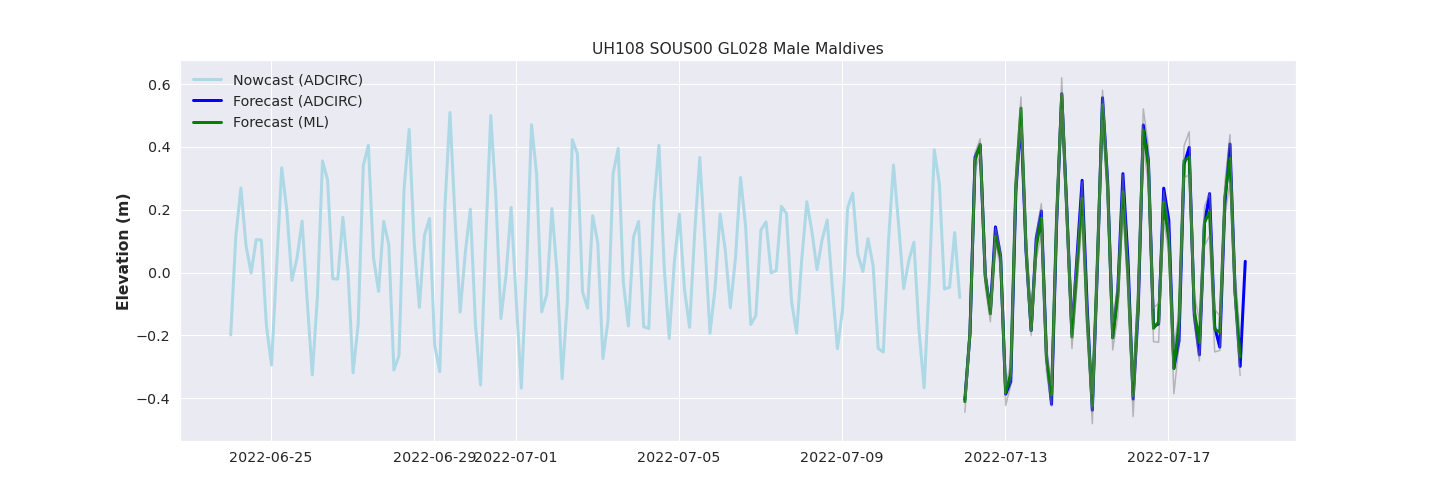 UH108 SOUS00 GL028 Male Maldives
Nowcast (ADCIRC)
Forecast (ADCIRC)
Forecast (ML)
Elevation (m)
0.6
0.4
0.2
0.0
−0.2
−0.4
2022-06-25 2022-06-29 2022-07-01 2022-07-05 2022-07-09 2022-07-13 2022-07-17